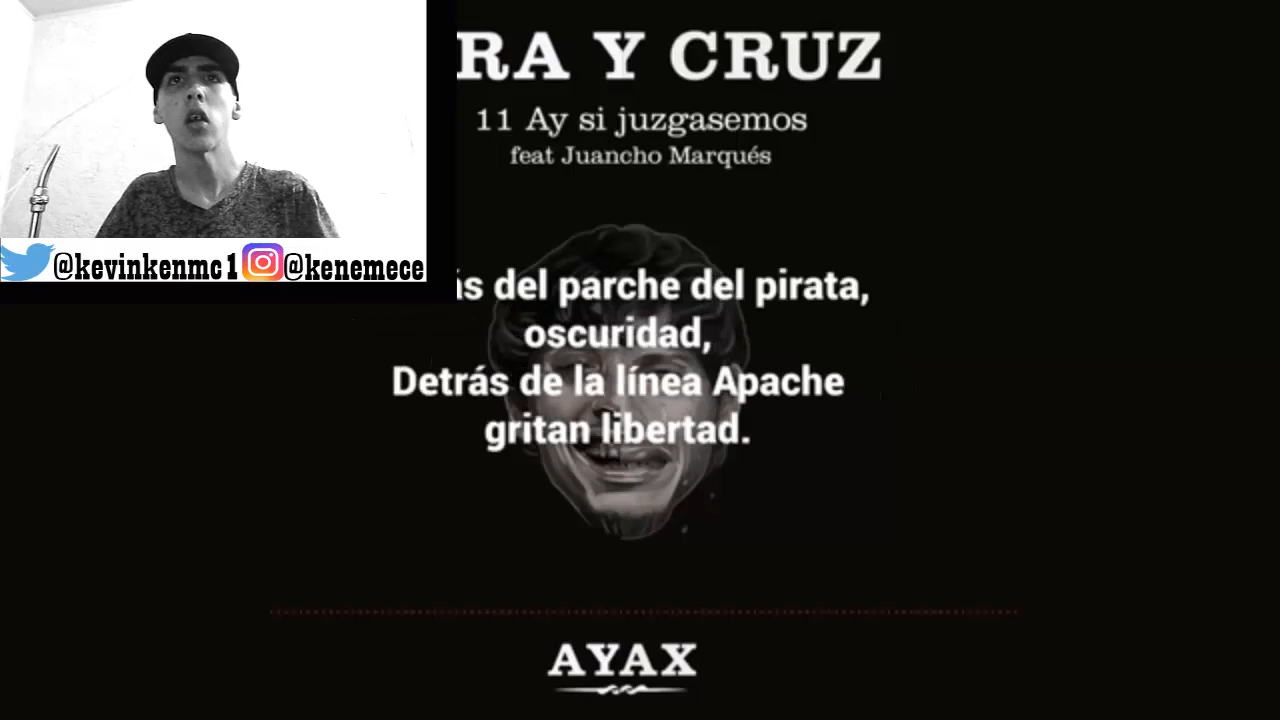 RA Y CRUZ
11 Ay si juzgasemos
feat Juancho Marqués
@kevinkenmc1 @kenemece
ás del parche del pirata,
oscuridad,
Detrás de la línea Apache
gritan libertad.
AYAX